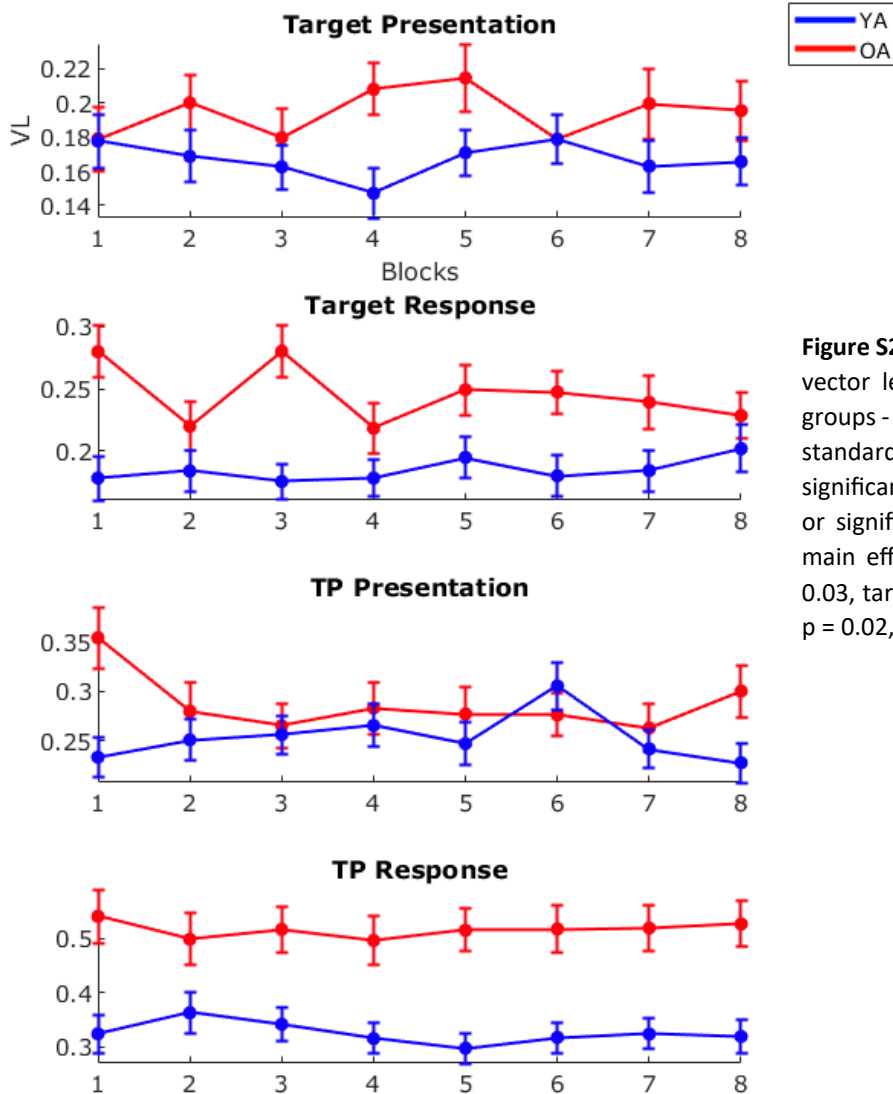 Target Presentation
YA
OA
VL
0.22
0.2
0.18
0.16
0.14
1 2 3 4 5 6 7 8
Blocks
Target Response
0.3
0.25
0.2
1 2 3 4 5 6 7 8
TP Presentation
0.35
0.3
0.25
1 2 3 4 5 6 7 8
TP Response
0.5
0.4
0.3
1 2 3 4 5 6 7 8
Figure S2
vector le
groups -
standard
significan
or signif
main eff
0.03, tar
p = 0.02,